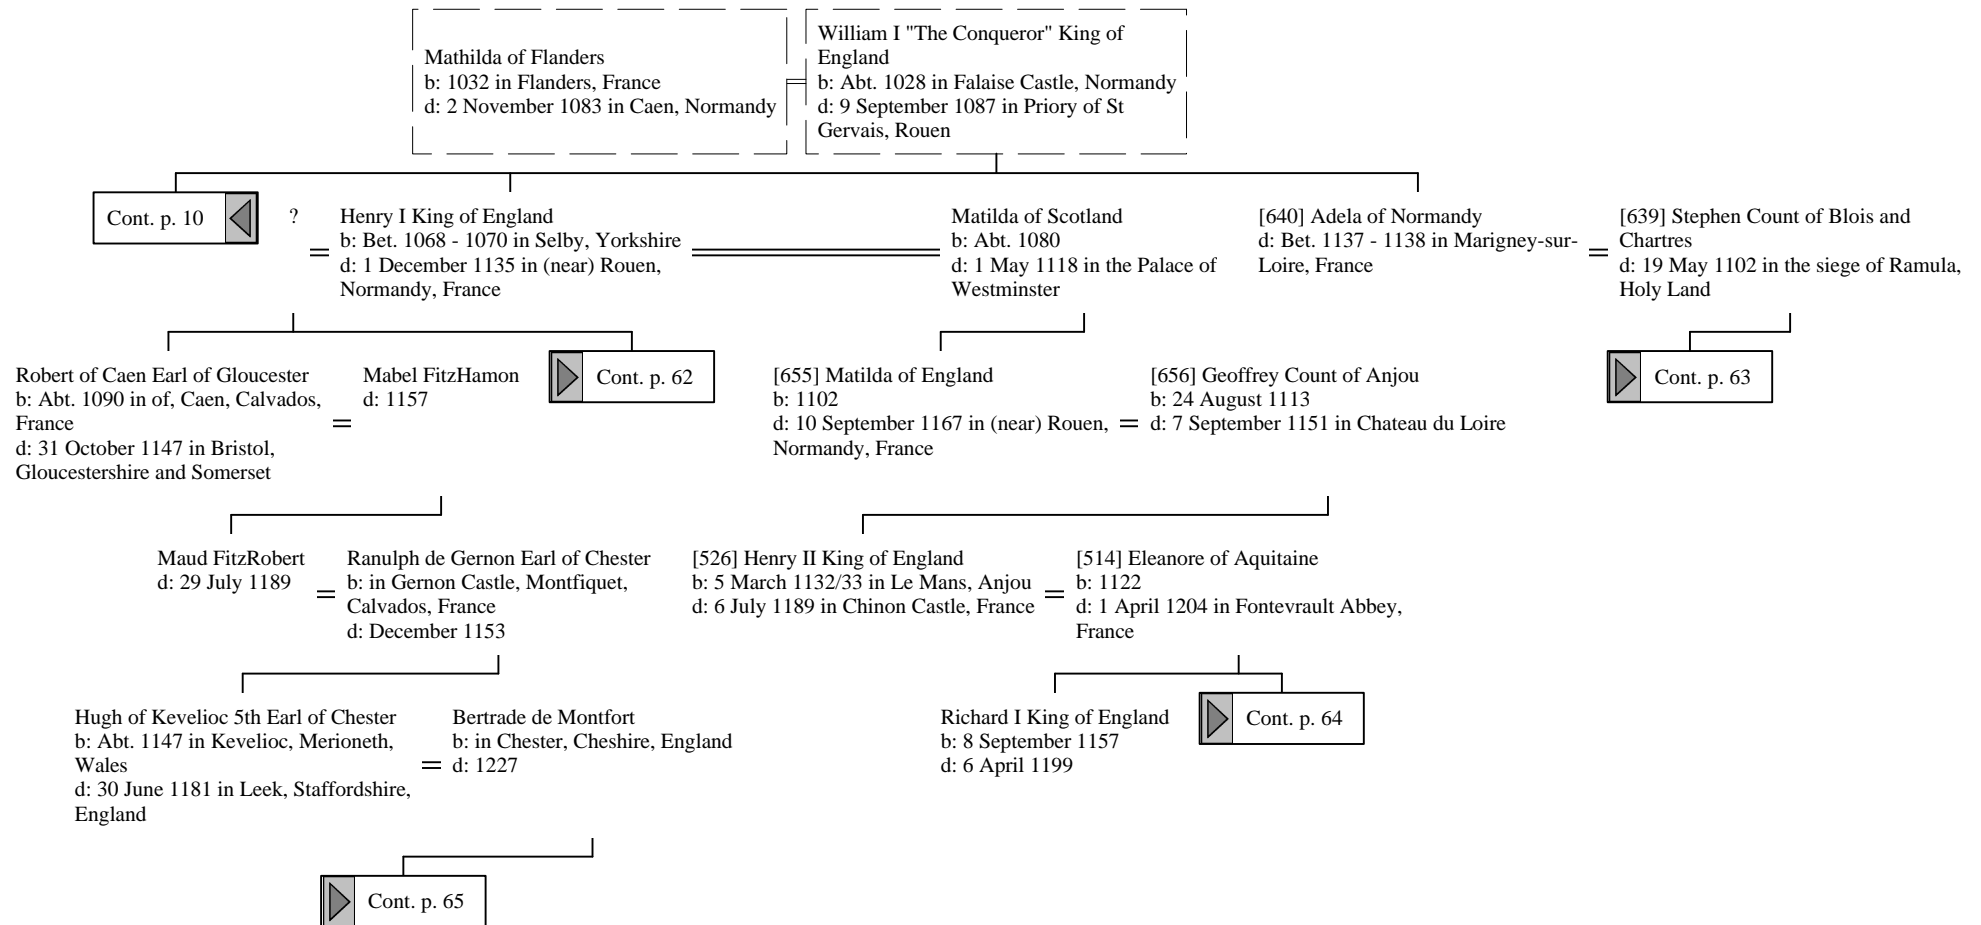 Mathilda of Flanders
b: 1032 in Flanders, France
d: 2 November 1083 in Caen, Normandy
William I "The Conqueror" King of
England
b: Abt. 1028 in Falaise Castle, Normandy
d: 9 September 1087 in Priory of St
Gervais, Rouen
Cont. p. 10
?
Henry I King of England
b: Bet. 1068 - 1070 in Selby, Yorkshire
d: 1 December 1135 in (near) Rouen,
Normandy, France
Matilda of Scotland
b: Abt. 1080
d: 1 May 1118 in the Palace of
Westminster
[640] Adela of Normandy
d: Bet. 1137 - 1138 in Marigney-sur-
Loire, France
[639] Stephen Count of Blois and
Chartres
d: 19 May 1102 in the siege of Ramula,
Holy Land
Robert of Caen Earl of Gloucester
b: Abt. 1090 in of, Caen, Calvados,
France
d: 31 October 1147 in Bristol,
Gloucestershire and Somerset
Mabel FitzHamon
d: 1157
Cont. p. 62
[655] Matilda of England
b: 1102
d: 10 September 1167 in (near) Rouen,
Normandy, France
[656] Geoffrey Count of Anjou
b: 24 August 1113
d: 7 September 1151 in Chateau du Loire
Cont. p. 63
Maud FitzRobert
d: 29 July 1189
Ranulph de Gernon Earl of Chester
b: in Gernon Castle, Montfiquet,
Calvados, France
d: December 1153
[526] Henry II King of England
b: 5 March 1132/33 in Le Mans, Anjou
d: 6 July 1189 in Chinon Castle, France
[514] Eleanore of Aquitaine
b: 1122
d: 1 April 1204 in Fontevrault Abbey,
France
Hugh of Kevelioc 5th Earl of Chester
b: Abt. 1147 in Kevelioc, Merioneth,
Wales
d: 30 June 1181 in Leek, Staffordshire,
England
Bertrade de Montfort
b: in Chester, Cheshire, England
d: 1227
Richard I King of England
b: 8 September 1157
d: 6 April 1199
Cont. p. 64
Cont. p. 65